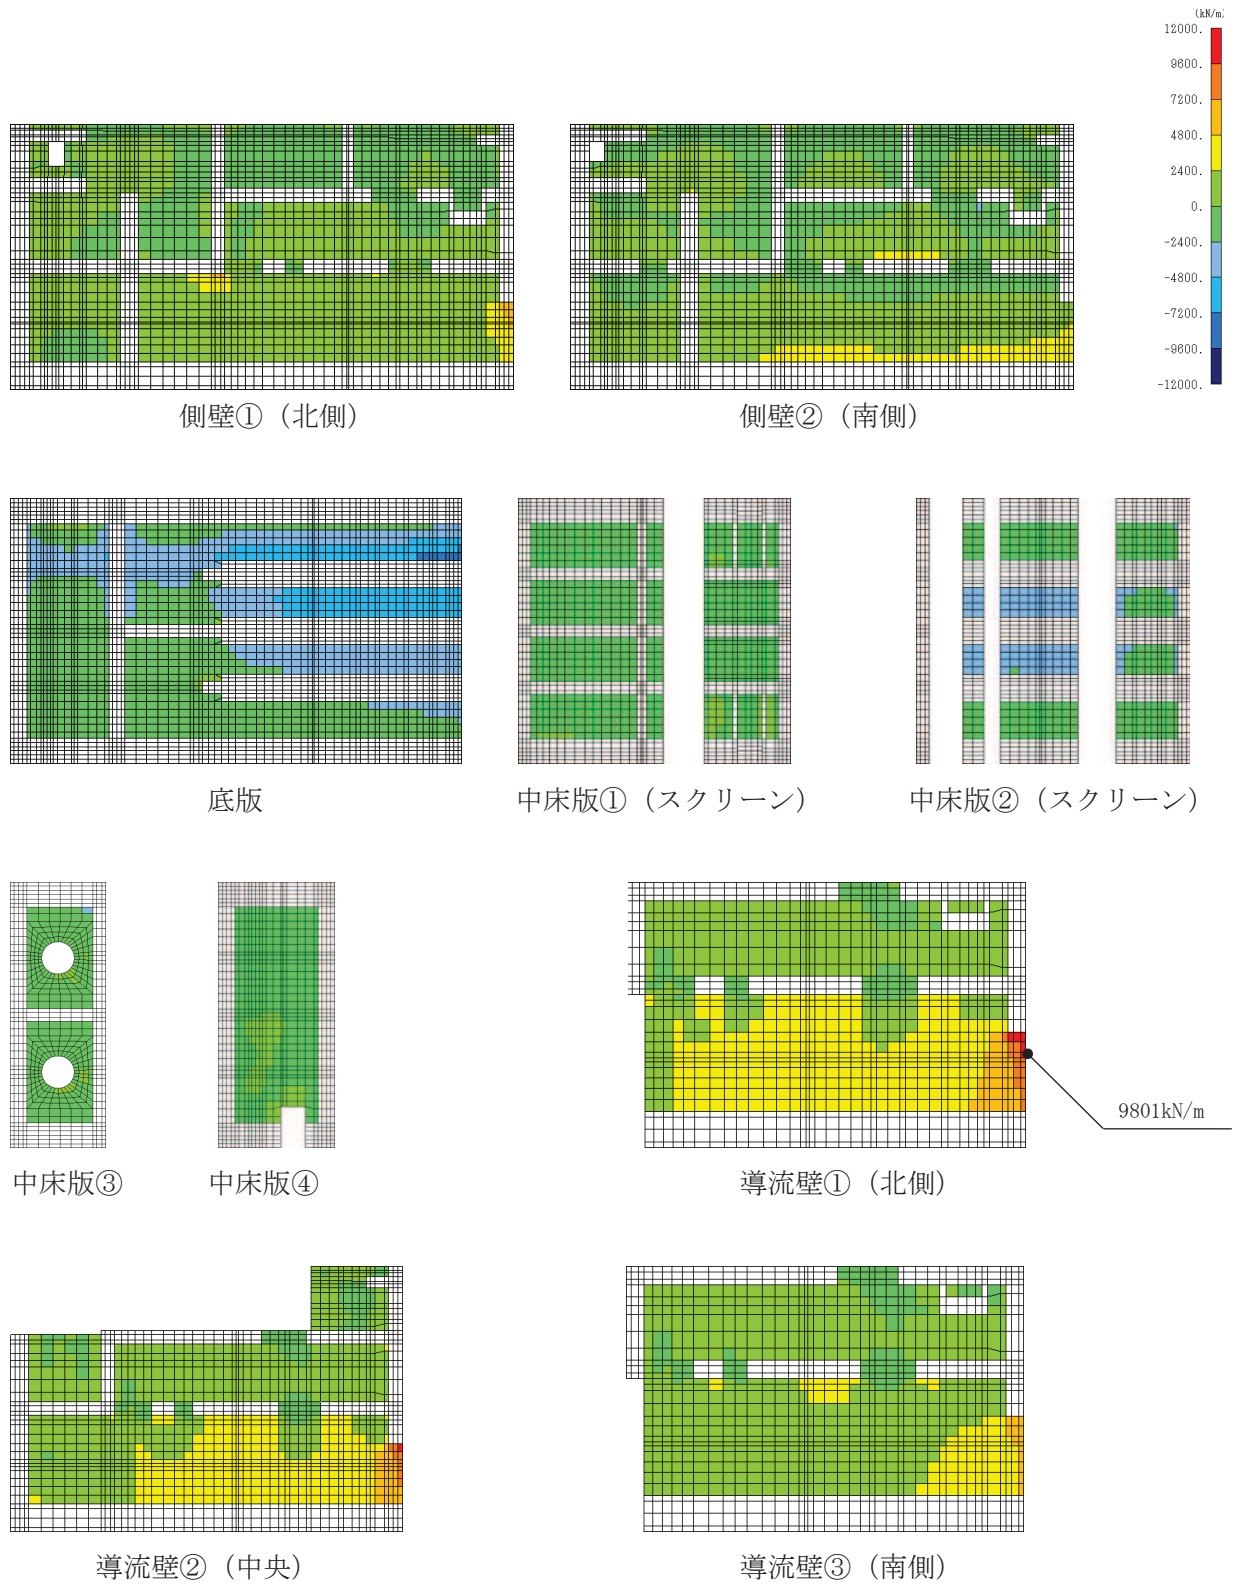 (kN/m)
12000.
9600.
7200.
4800.
2400.
0.
-2400.
-4800.
-7200.
-9600.
-12000.
側壁①（北側）
側壁②（南側）
底版
中床版①（スクリーン）
中床版②（スクリーン）
9801kN/m
中床版③
中床版④
導流壁①（北側）
導流壁②（中央）
導流壁③（南側）